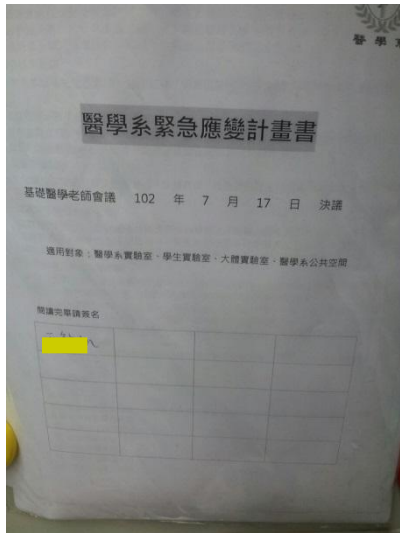 醫學
醫學系緊急應變計畫書
基礎醫學老師會議 102 年 7 月 17 日 決議
適用對象：醫學系實驗室、學生實驗室、大體實驗室、醫學系公共空間
閱讀完畢請簽名